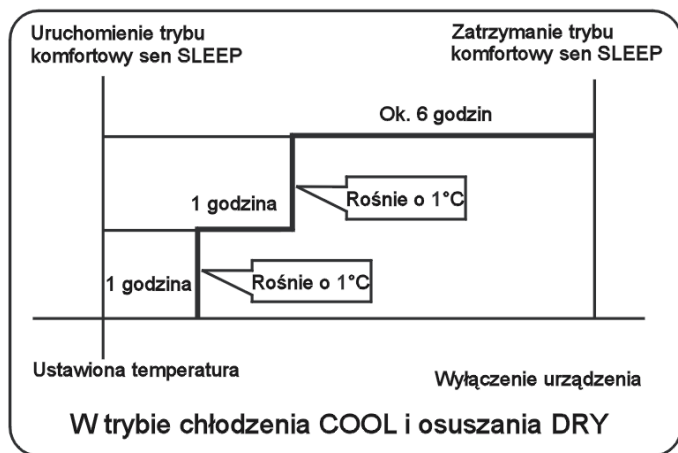 Uruchomienie trybu
komfortowy sen SLEEP
Zatrzymanie trybu
komfortowy sen SLEEP
Ok. 6 godzin
1 godzina
Rośnie o 1°C
1 godzina
Rośnie o 1°C
Ustawiona temperatura
Wyłączenie urządzenia
W trybie chłodzenia COOL i osuszania DRY